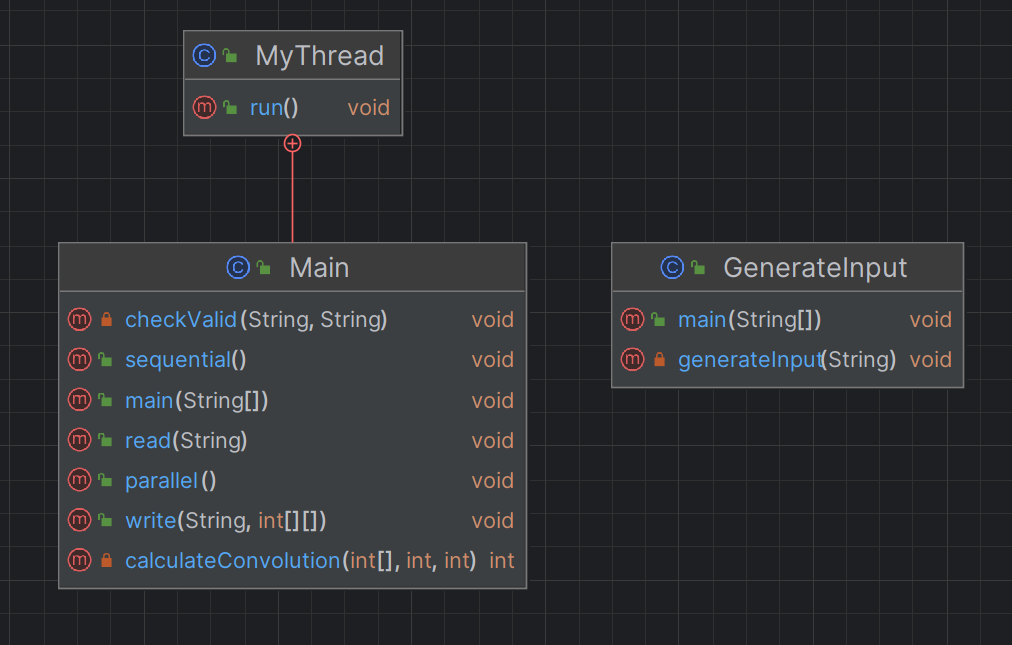 MyThread
run() void
Main
checkValid(String, String) void
sequential() void
main(String[]) void
read(String) void
parallel() void
write(String, int[][]) void
calculateConvolution(int[], int, int) int
GenerateInput
main(String[]) void
generateInput(String) void